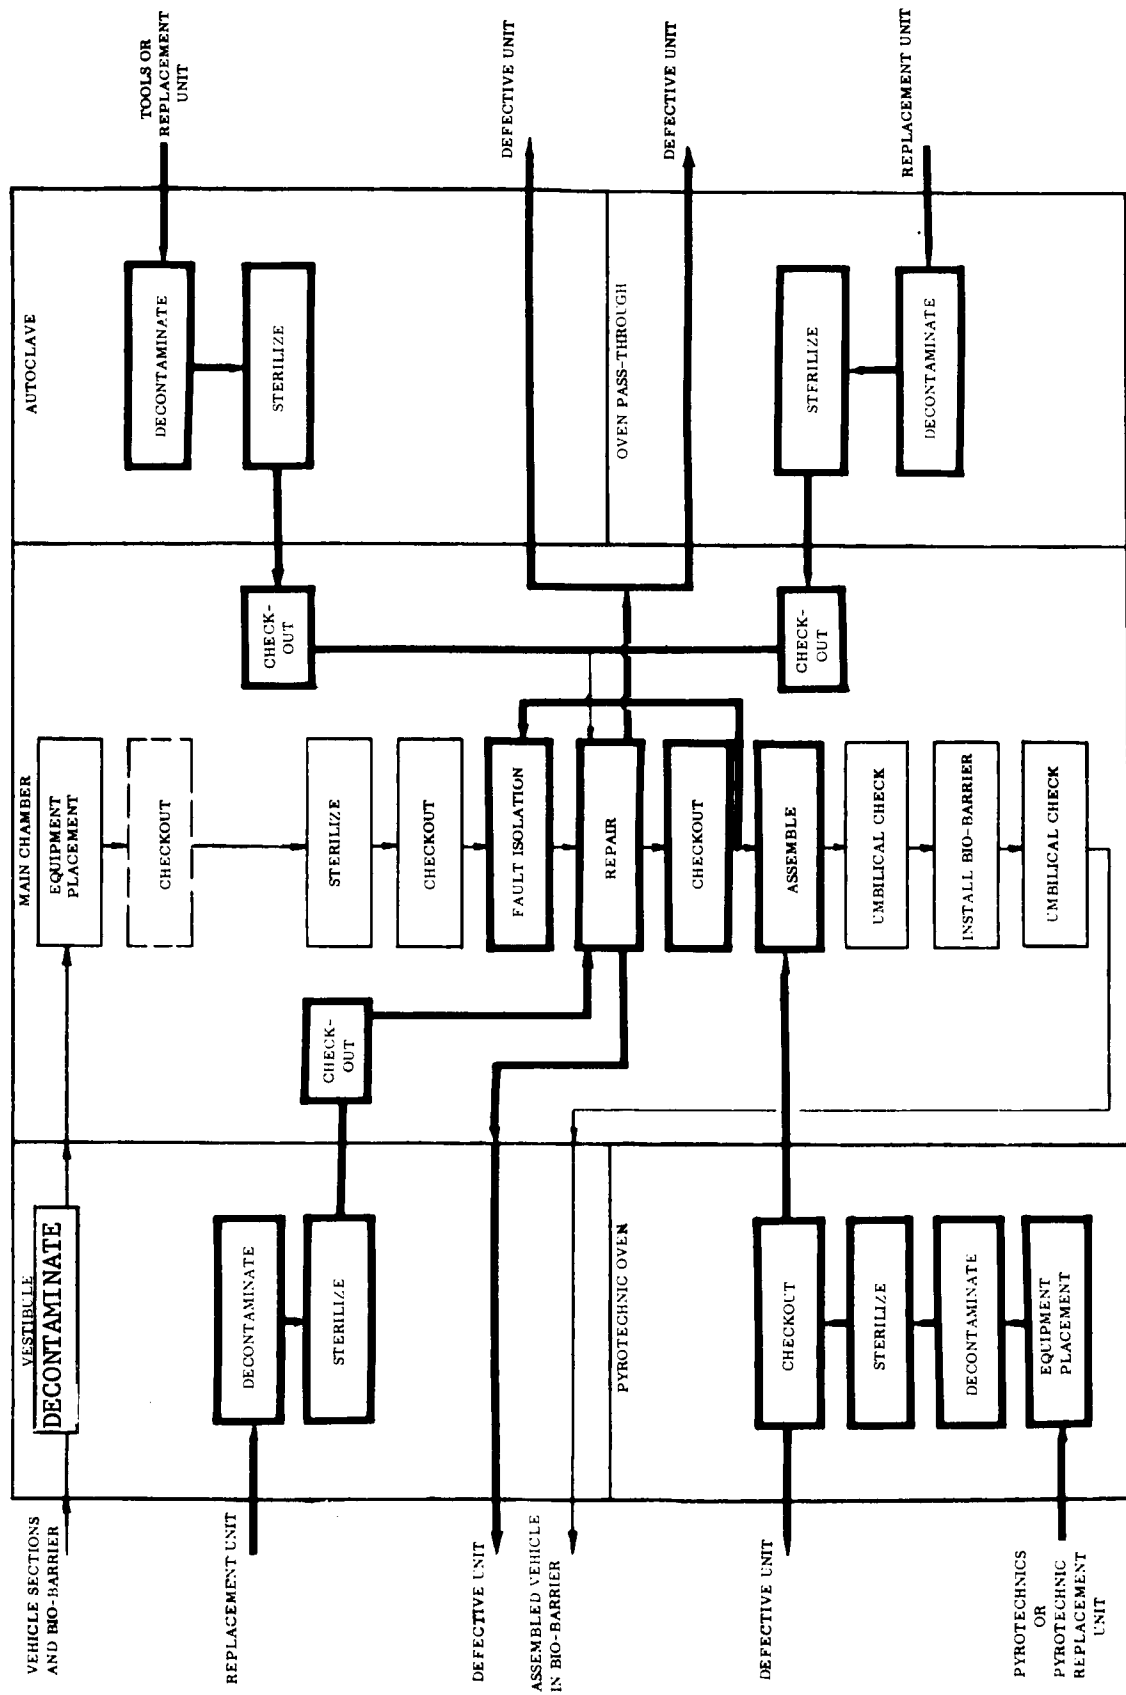 VEHICLE SECTIONS
AND BIO-BARRIER
REPLACEMENT UNIT
DEFECTIVE UNIT
ASSEMBLED VEHICLE
IN BIO-BARRIER
DEFECTIVE UNIT
PYROTECHNICS
OR
PYROTECHNIC
REPLACEMENT
UNIT
VESTIBULE
DECONTAMINATE
DECONTAMINATE
STERILIZE
PYROTECHNIC OVEN
CHECKOUT
STERILIZE
DECONTAMINATE
EQUIPMENT
PLACEMENT
MAIN CHAMBER
EQUIPMENT
PLACEMENT
CHECKOUT
STERILIZE
CHECKOUT
FAULT ISOLATION
REPAIR
CHECKOUT
ASSEMBLE
UMBILICAL CHECK
INSTALL BIO-BARRIER
UMBILICAL CHECK
CHECK-
OUT
CHECK-
OUT
CHECK-
OUT
AUTOCLAVE
DECONTAMINATE
STERILIZE
OVEN PASS-THROUGH
STERILIZE
DECONTAMINATE
TOOLS OR
REPLACEMENT
UNIT
DEFECTIVE UNIT
DEFECTIVE UNIT
REPLACEMENT UNIT